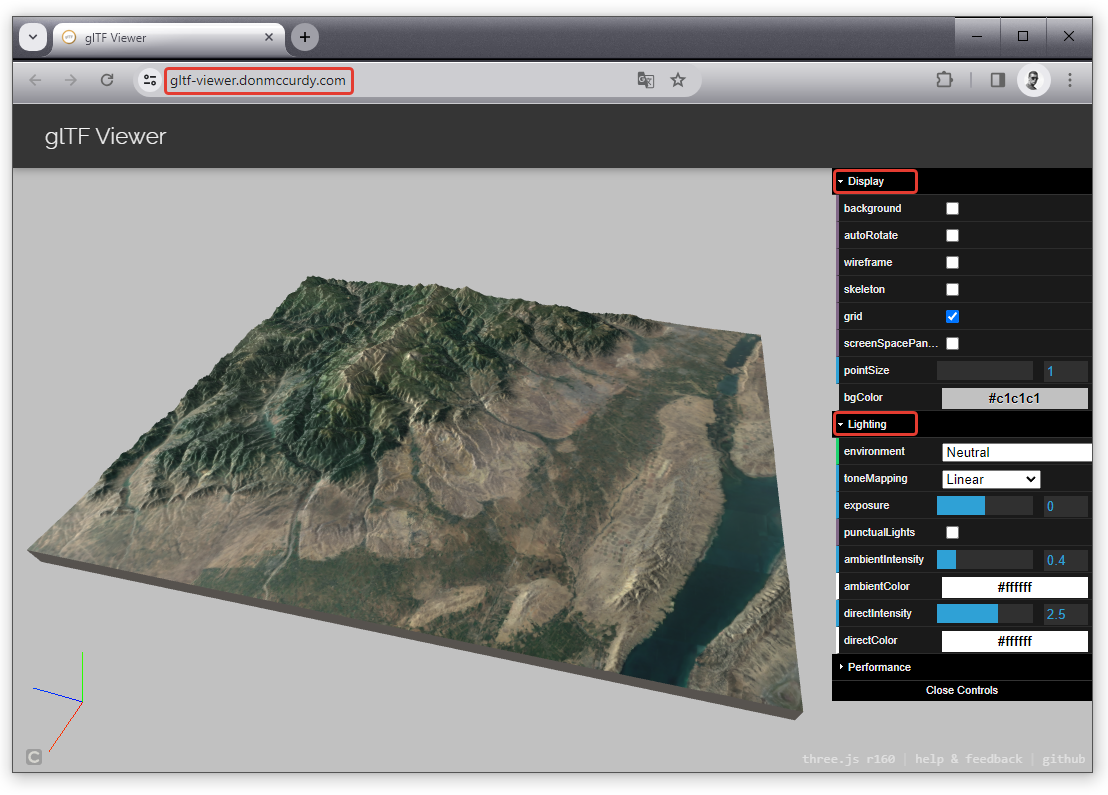 glTF Viewer
gltf-viewer.donmccurdy.com
glTF Viewer
Display
background
autoRotate
wireframe
skeleton
grid
screenSpacePan...
pointSize 1
bgColor #c1c1c1
Lighting
environment Neutral
toneMapping Linear
exposure 0
punctualLights
ambientIntensity 0.4
ambientColor #ffffff
directIntensity 2.5
directColor #ffffff
Performance
Close Controls
C
three.js r160 | help & feedback | github